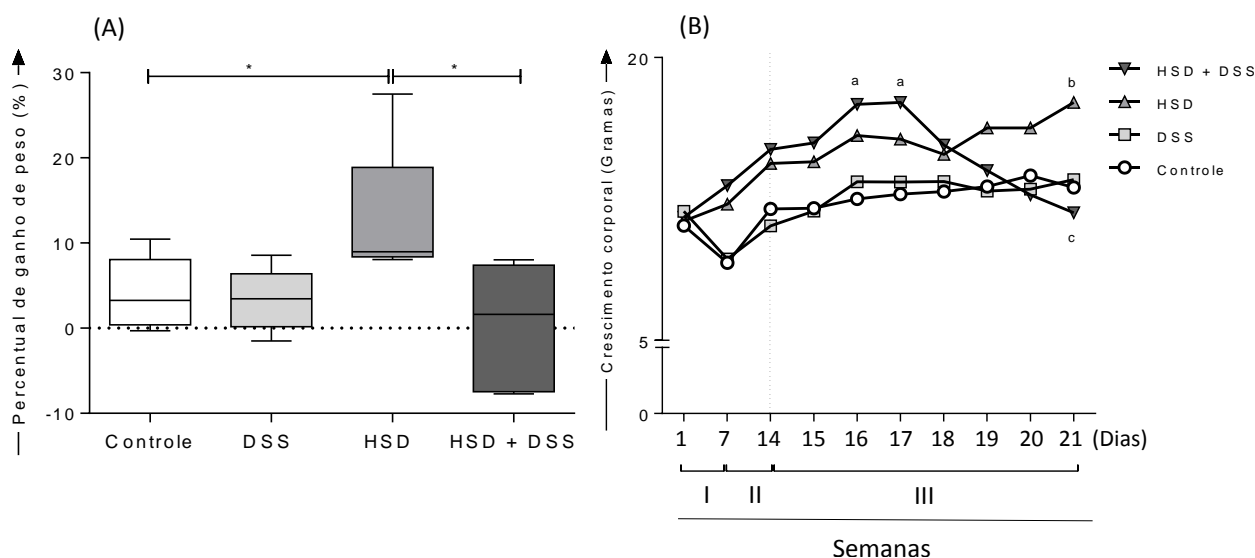 (A)
Percentual de ganho de peso (%)
30
20
10
0
-10
*
*
Controle
DSS
HSD
HSD + DSS
(B)
Crescimento corporal (Gramas)
20
5
0
a
a
b
c
HSD + DSS
HSD
DSS
Controle
1 7 14 15 16 17 18 19 20 21 (Dias)
I II III
Semanas